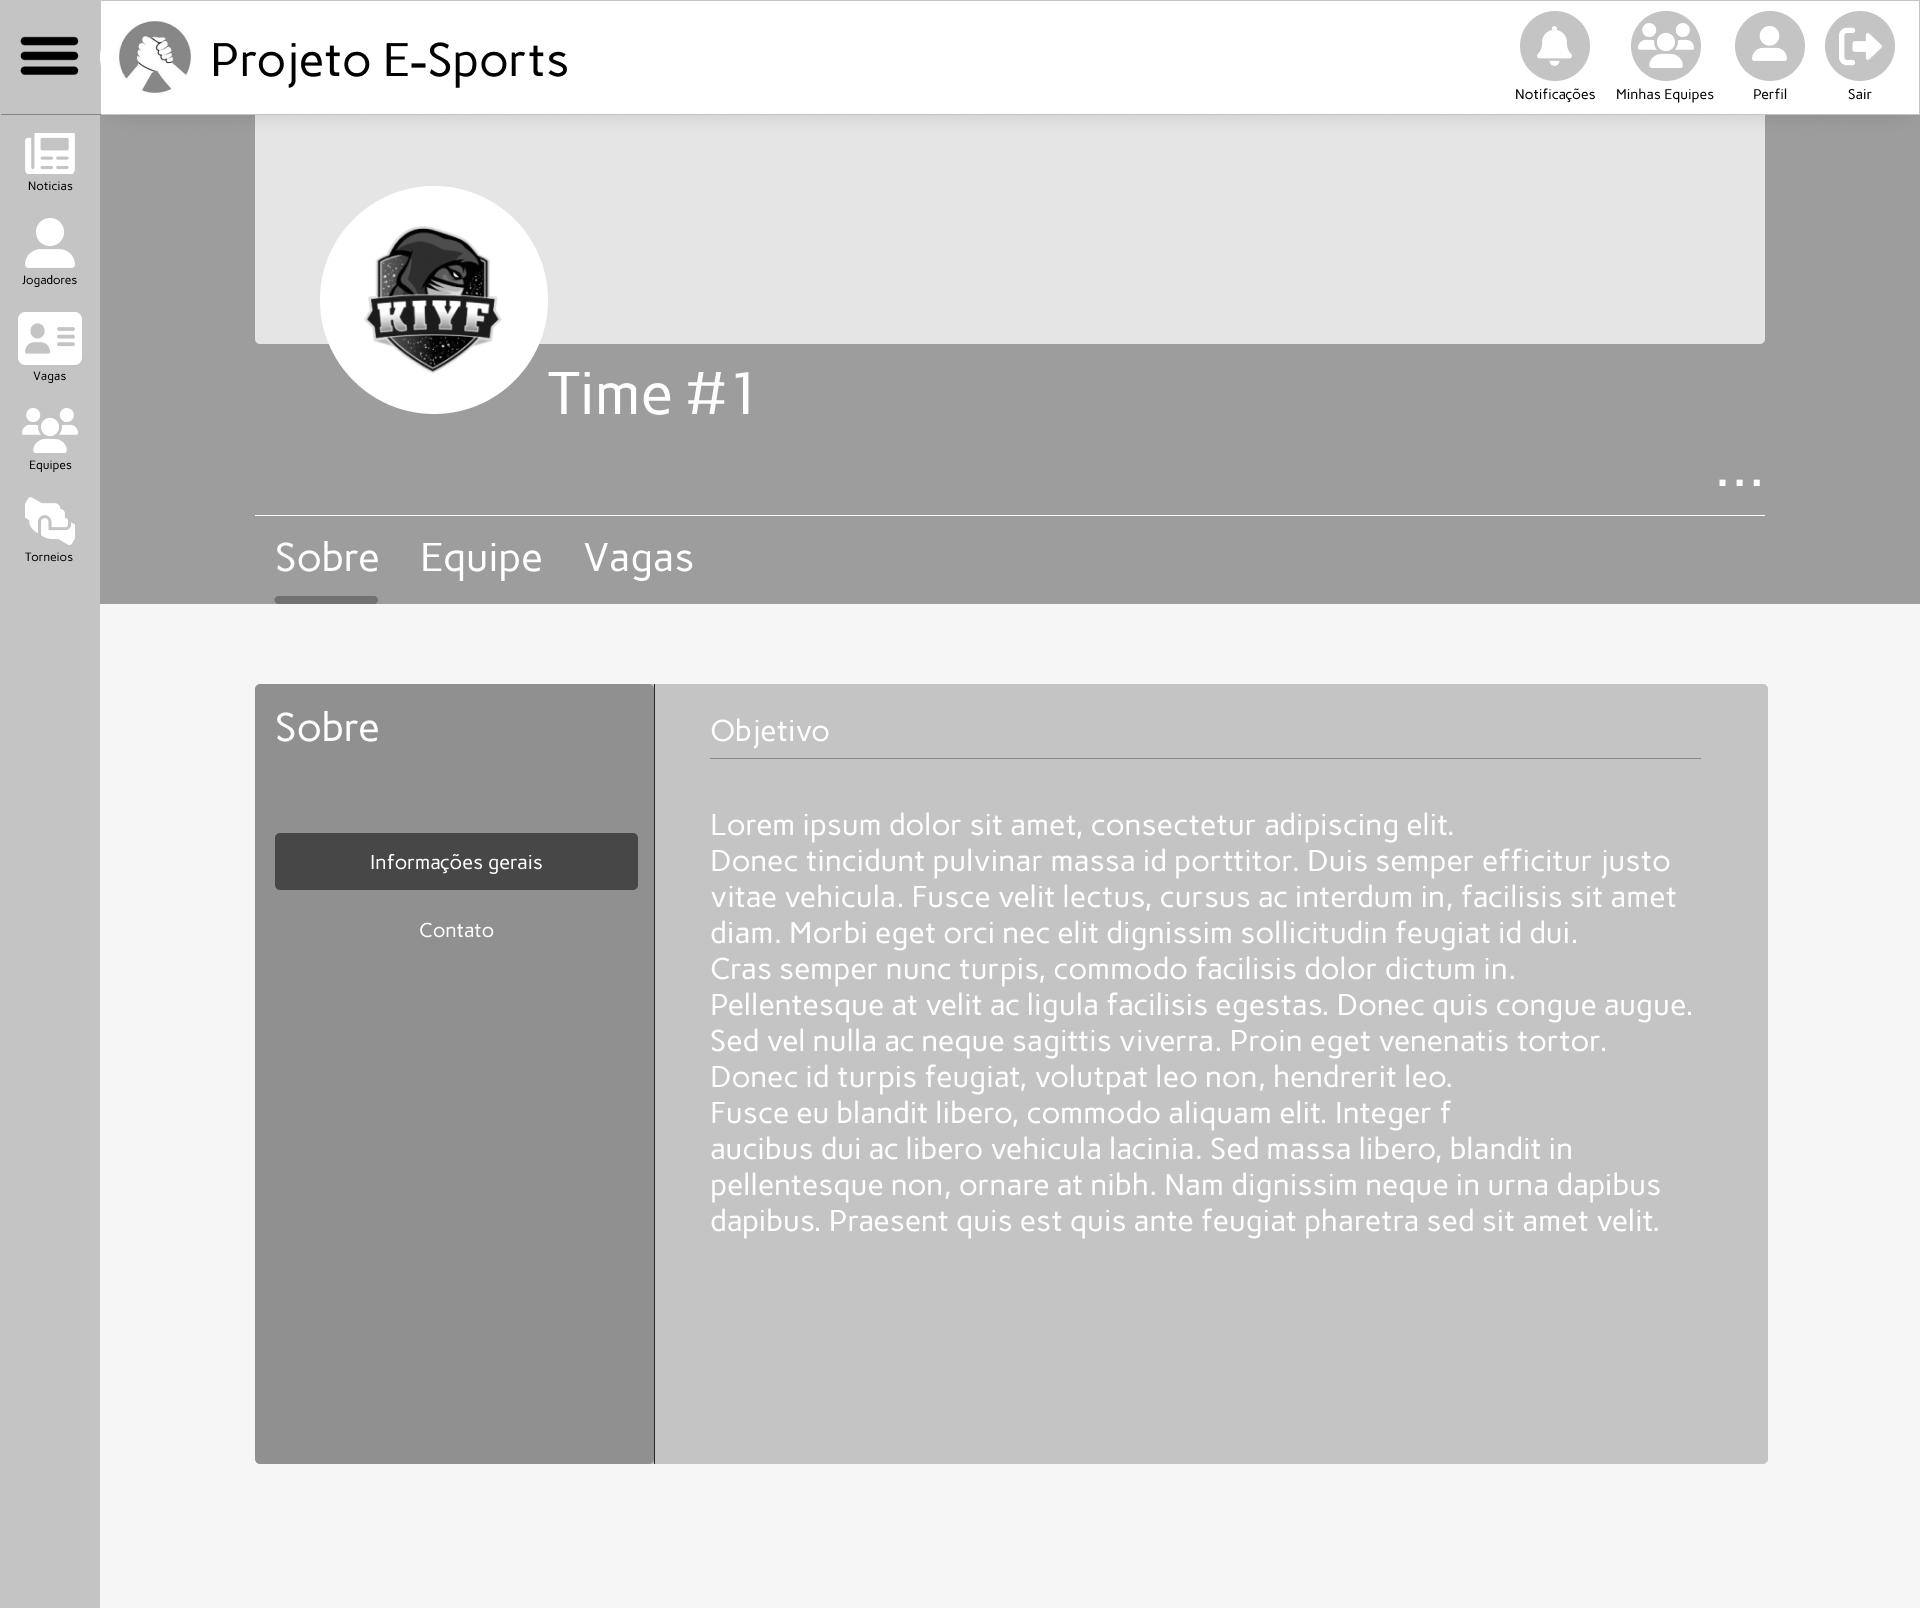 Projeto E-Sports
Notificações
Minhas Equipes
Perfil
Sair
Noticias
Jogadores
Vagas
Equipes
Torneios
KIYF
Time #1
...
Sobre
Equipe
Vagas
Sobre
Informações gerais
Contato
Objetivo
Lorem ipsum dolor sit amet, consectetur adipiscing elit.
Donec tincidunt pulvinar massa id porttitor. Duis semper efficitur justo
vitae vehicula. Fusce velit lectus, cursus ac interdum in, facilisis sit amet
diam. Morbi eget orci nec elit dignissim sollicitudin feugiat id dui.
Cras semper nunc turpis, commodo facilisis dolor dictum in.
Pellentesque at velit ac ligula facilisis egestas. Donec quis congue augue.
Sed vel nulla ac neque sagittis viverra. Proin eget venenatis tortor.
Donec id turpis feugiat, volutpat leo non, hendrerit leo.
Fusce eu blandit libero, commodo aliquam elit. Integer f
aucibus dui ac libero vehicula lacinia. Sed massa libero, blandit in
pellentesque non, ornare at nibh. Nam dignissim neque in urna dapibus
dapibus. Praesent quis est quis ante feugiat pharetra sed sit amet velit.